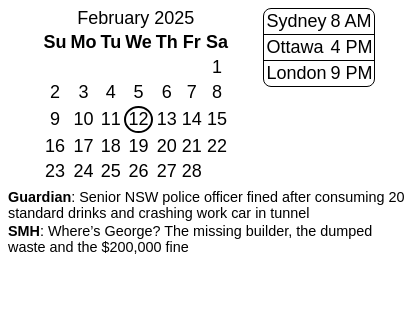 February 2025
Su Mo Tu We Th Fr Sa
1
2 3 4 5 6 7 8
9 10 11 12 13 14 15
16 17 18 19 20 21 22
23 24 25 26 27 28
Sydney 8 AM
Ottawa 4 PM
London 9 PM
Guardian: Senior NSW police officer fined after consuming 20
standard drinks and crashing work car in tunnel
SMH: Where’s George? The missing builder, the dumped
waste and the $200,000 fine